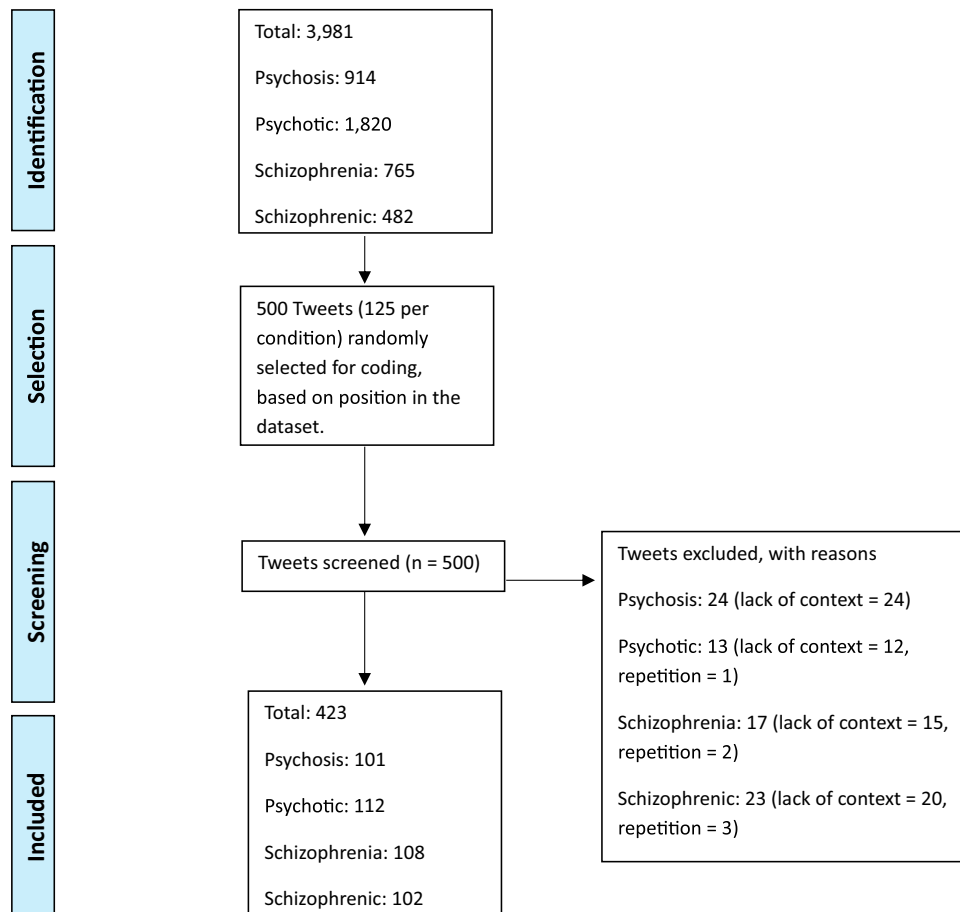 Identification
Total: 3,981
Psychosis: 914
Psychotic: 1,820
Schizophrenia: 765
Schizophrenic: 482
Selection
500 Tweets (125 per
condition) randomly
selected for coding,
based on position in the
dataset.
Screening
Tweets screened (n = 500)
Tweets excluded, with reasons
Psychosis: 24 (lack of context = 24)
Psychotic: 13 (lack of context = 12,
repetition = 1)
Schizophrenia: 17 (lack of context = 15,
repetition = 2)
Schizophrenic: 23 (lack of context = 20,
repetition = 3)
Included
Total: 423
Psychosis: 101
Psychotic: 112
Schizophrenia: 108
Schizophrenic: 102